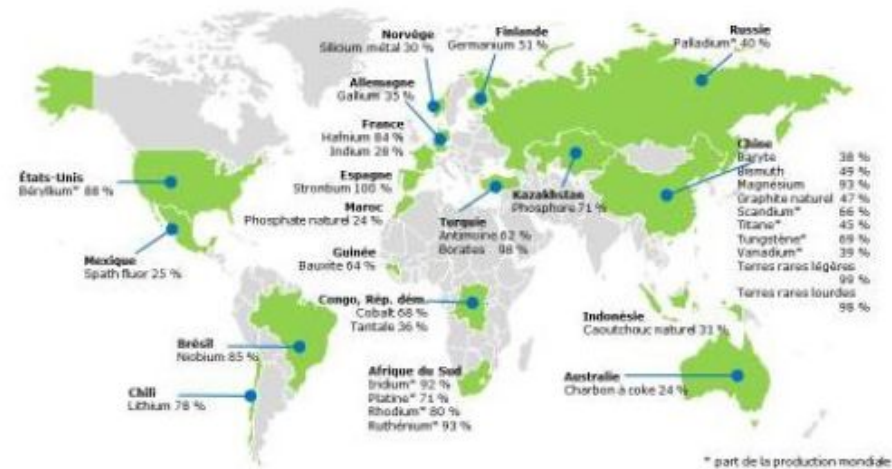 Norvège
Silicium métal 30 %
Finlande
Germanium 51 %
Russie
Palladium* 40 %
Allemagne
Gallium 35 %
France
Hafnium 84 %
Indium 28 %
Espagne
Strontium 100 %
Maroc
Phosphate naturel 24 %
Turquie
Antimoine 62 %
Borates 98 %
Kazakhstan
Phosphore 71 %
Chine
Baryte 38 %
Bismuth 49 %
Magnésium 93 %
Graphite naturel 47 %
Scandium* 66 %
Titane* 45 %
Tungstène* 69 %
Vanadium* 39 %
Terres rares légères
99 %
Terres rares lourdes
98 %
États-Unis
Béryllium* 88 %
Mexique
Spath fluor 25 %
Guinée
Bauxite 64 %
Congo, Rép. dém.
Cobalt 68 %
Tantale 36 %
Indonésie
Caoutchouc naturel 31 %
Brésil
Niobium 85 %
Chili
Lithium 78 %
Afrique du Sud
Iridium* 92 %
Platine* 71 %
Rhodium* 80 %
Ruthénium* 93 %
Australie
Charbon à coke 24 %
* part de la production mondiale